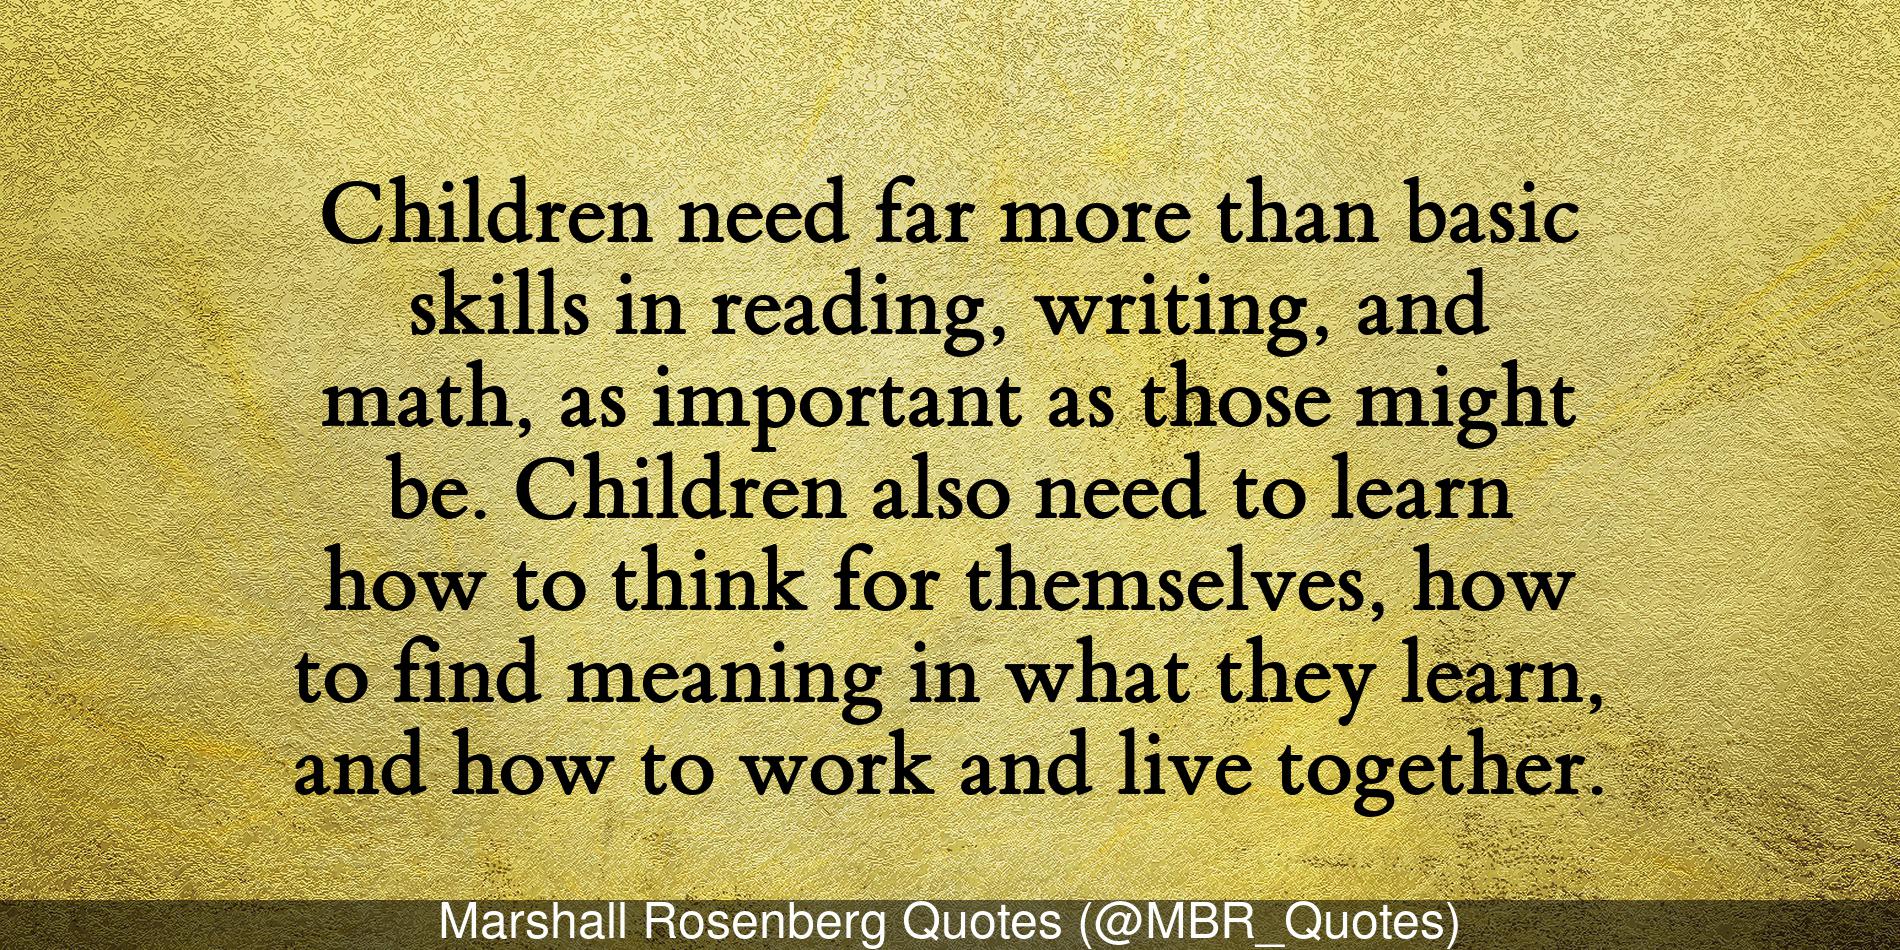 Children need far more than basic
skills in reading, writing, and
math, as important as those might
be. Children also need to learn
how to think for themselves, how
to find meaning in what they learn,
and how to work and live together.
Marshall Rosenberg Quotes (@MBR_Quotes)